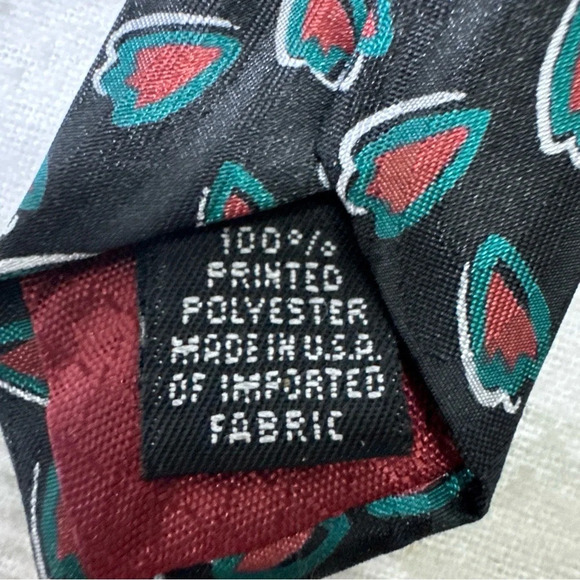 100%
PRINTED
POLYESTER
MADE IN U.S.A.
OF IMPORTED
FABRIC